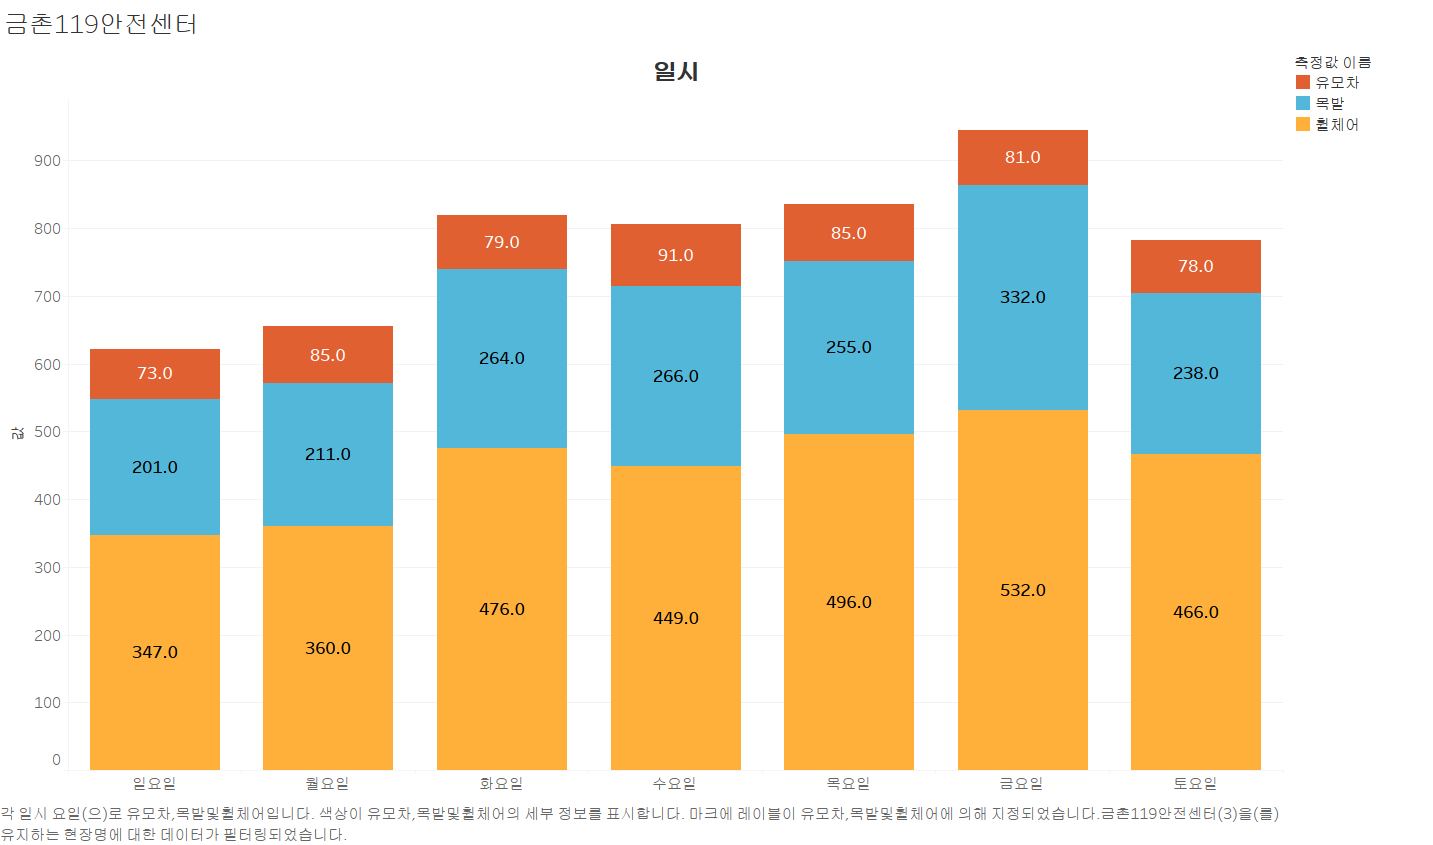 금촌119안전센터
일시
측정값 이름
유모차
목발
휠체어
900
800
700
600
500
400
300
200
100
0
값
73.0
85.0
79.0
91.0
85.0
81.0
78.0
201.0
211.0
264.0
266.0
255.0
332.0
238.0
347.0
360.0
476.0
449.0
496.0
532.0
466.0
일요일
월요일
화요일
수요일
목요일
금요일
토요일
각 일시 요일(으)로 유모차,목발및휠체어입니다. 색상이 유모차,목발및휠체어의 세부 정보를 표시합니다. 마크에 레이블이 유모차,목발및휠체어에 의해 지정되었습니다.금촌119안전센터(3)을(를)
유지하는 현장명에 대한 데이터가 필터링되었습니다.